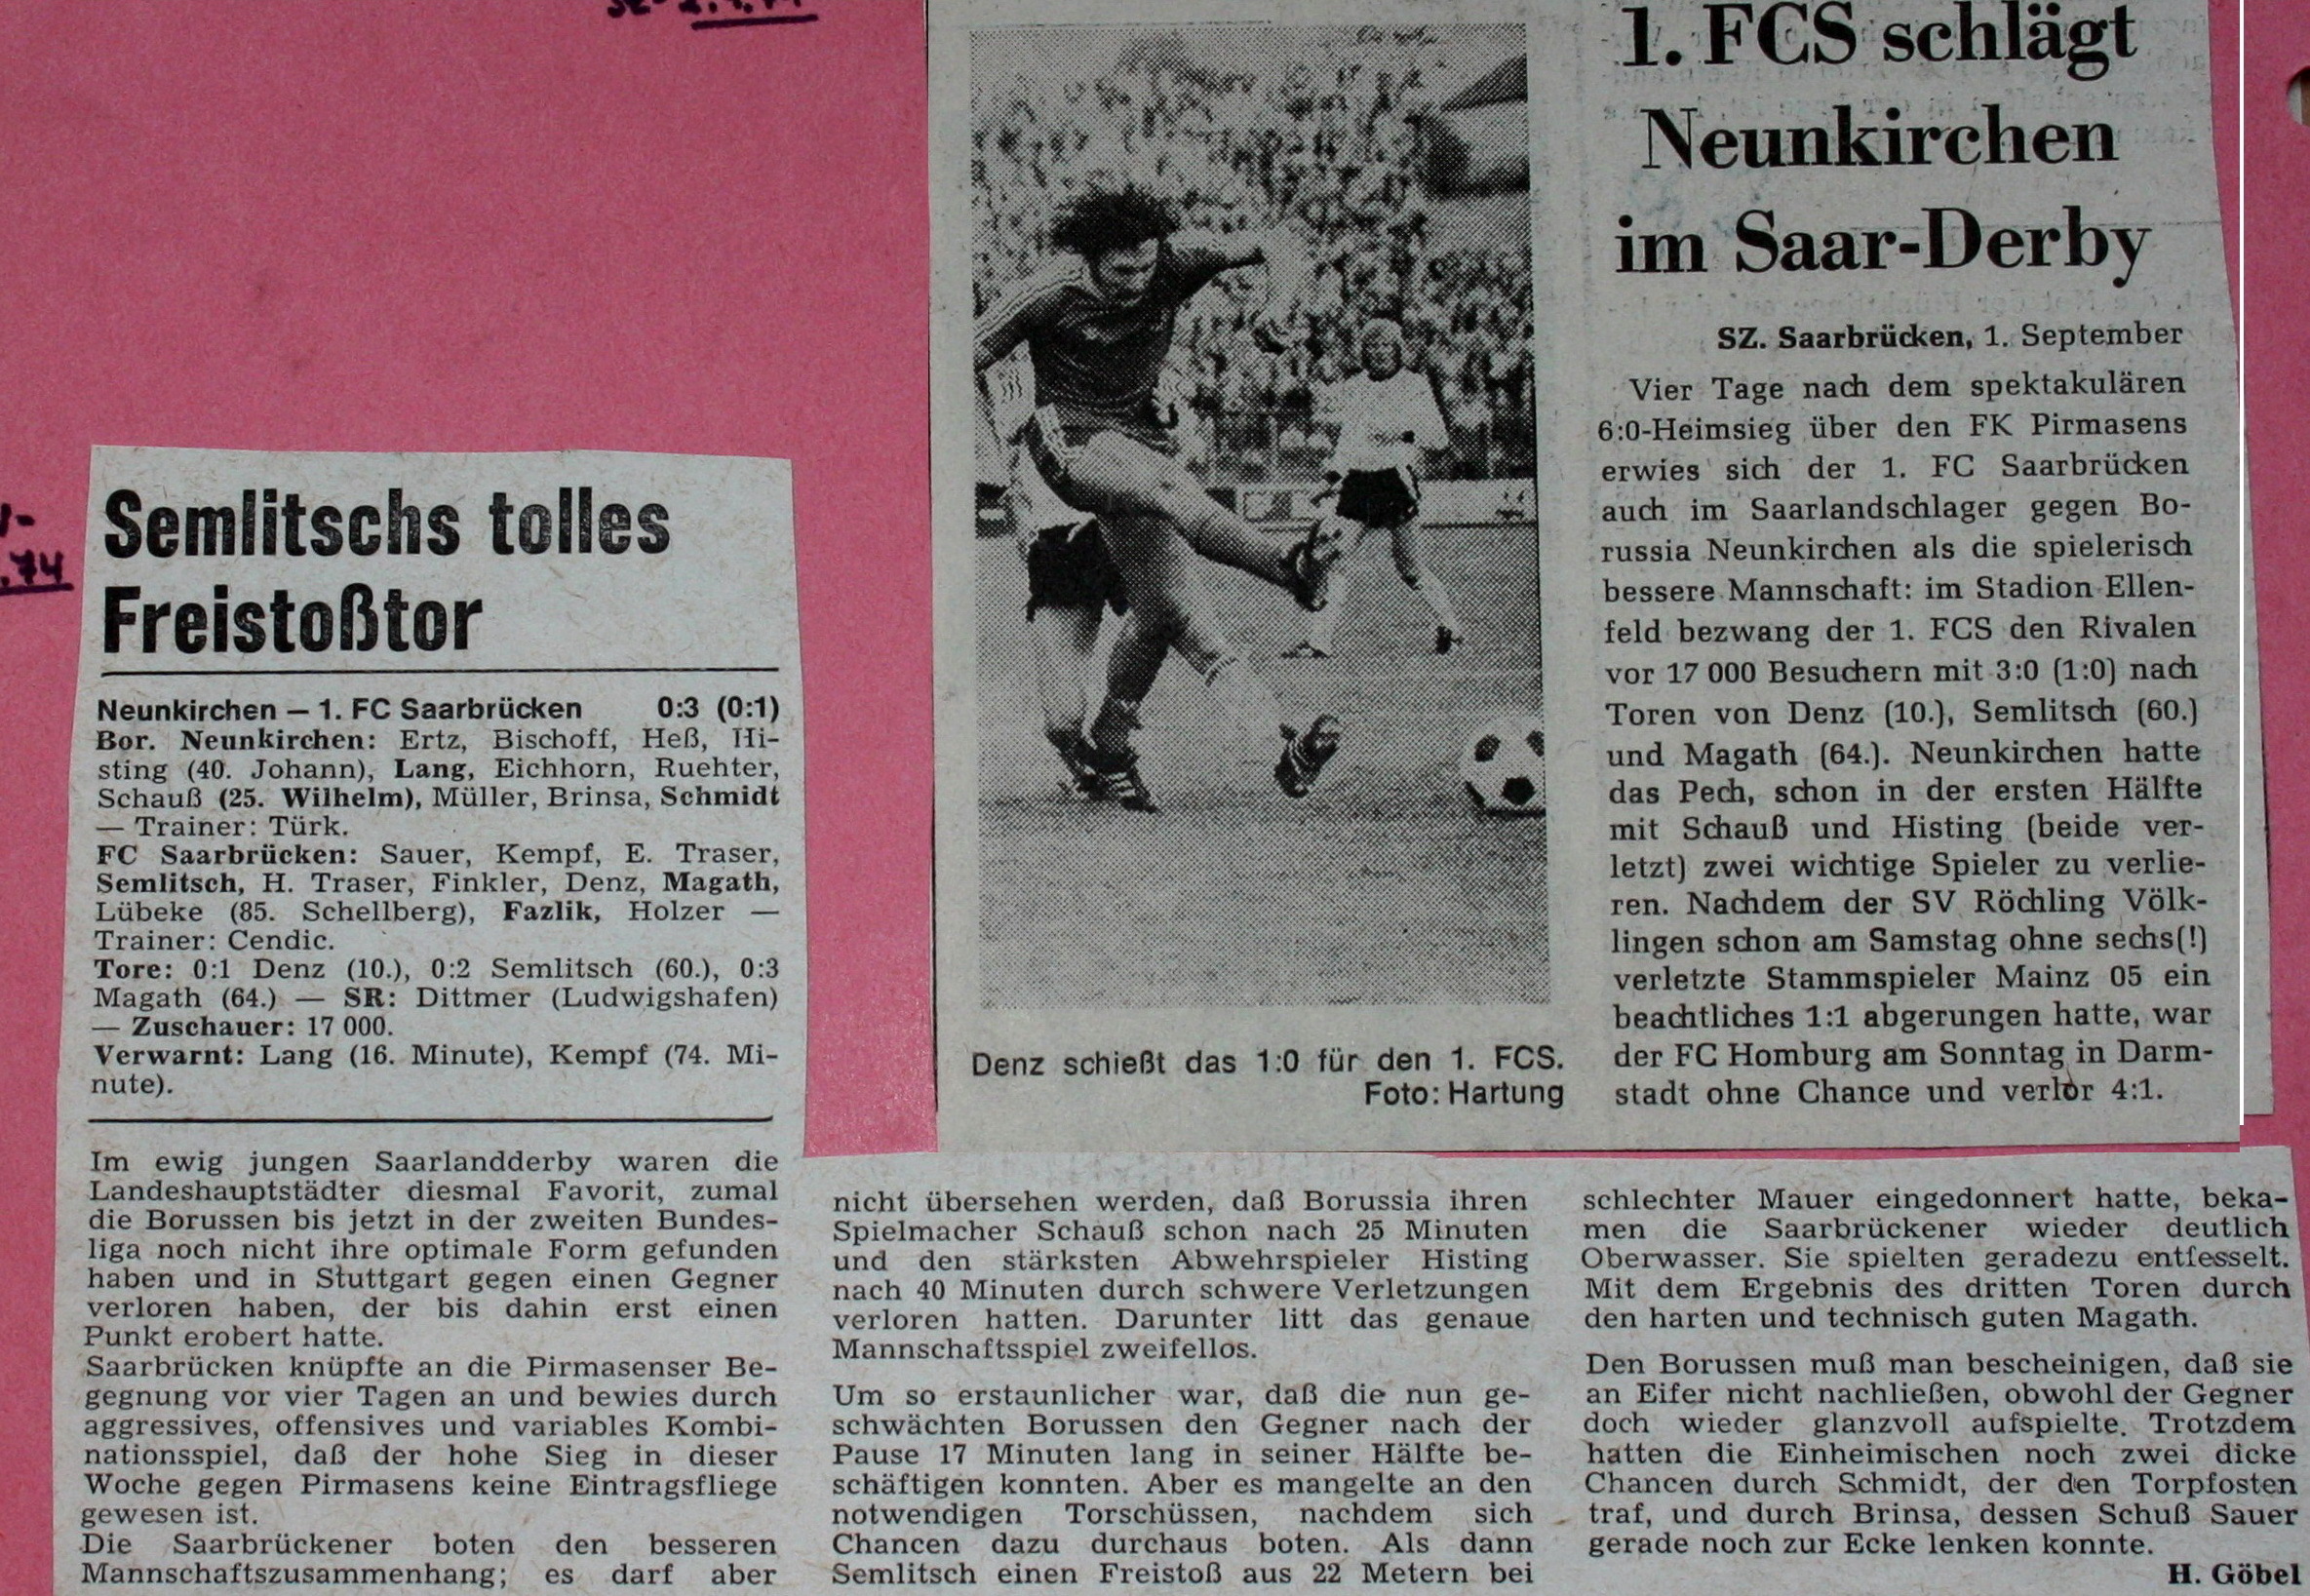 1. FCS schlägt
Neunkirchen
im Saar-Derby
SZ. Saarbrücken, 1. September
Vier Tage nach dem spektakulären
6:0-Heimsieg über den FK Pirmasens
erwies sich der 1. FC Saarbrücken
auch im Saarlandschlager gegen Bo-
russia Neunkirchen als die spielerisch
bessere Mannschaft: im Stadion Ellen-
feld bezwang der 1. FCS den Rivalen
vor 17 000 Besuchern mit 3:0 (1:0) nach
Toren von Denz (10.), Semlitsch (60.)
und Magath (64.). Neunkirchen hatte
das Pech, schon in der ersten Hälfte
mit Schauß und Histing (beide ver-
letzt) zwei wichtige Spieler zu verlie-
ren. Nachdem der SV Röchling Völk-
lingen schon am Samstag ohne sechs(!)
verletzte Stammspieler Mainz 05 ein
beachtliches 1:1 abgerungen hatte, war
der FC Homburg am Sonntag in Darm-
stadt ohne Chance und verlor 4:1.
Denz schießt das 1:0 für den 1. FCS.
Foto: Hartung
.74
Semlitschs tolles
Freistoßtor
Neunkirchen — 1. FC Saarbrücken 0:3 (0:1)
Bor. Neunkirchen: Ertz, Bischoff, Heß, Hi-
sting (40. Johann), Lang, Eichhorn, Ruehter,
Schauß (25. Wilhelm), Müller, Brinsa, Schmidt
— Trainer: Türk.
FC Saarbrücken: Sauer, Kempf, E. Traser,
Semlitsch, H. Traser, Finkler, Denz, Magath,
Lübeke (85. Schellberg), Fazlik, Holzer —
Trainer: Cendic.
Tore: 0:1 Denz (10.), 0:2 Semlitsch (60.), 0:3
Magath (64.) — SR: Dittmer (Ludwigshafen)
— Zuschauer: 17 000.
Verwarnt: Lang (16. Minute), Kempf (74. Mi-
nute).
Im ewig jungen Saarlandderby waren die
Landeshauptstädter diesmal Favorit, zumal
die Borussen bis jetzt in der zweiten Bundes-
liga noch nicht ihre optimale Form gefunden
haben und in Stuttgart gegen einen Gegner
verloren haben, der bis dahin erst einen
Punkt erobert hatte.
Saarbrücken knüpfte an die Pirmasenser Be-
gegnung vor vier Tagen an und bewies durch
aggressives, offensives und variables Kombi-
nationsspiel, daß der hohe Sieg in dieser
Woche gegen Pirmasens keine Eintragsfliege
gewesen ist.
Die Saarbrückener boten den besseren
Mannschaftszusammenhang; es darf aber
nicht übersehen werden, daß Borussia ihren
Spielmacher Schauß schon nach 25 Minuten
und den stärksten Abwehrspieler Histing
nach 40 Minuten durch schwere Verletzungen
verloren hatten. Darunter litt das genaue
Mannschaftsspiel zweifellos.
Um so erstaunlicher war, daß die nun ge-
schwächten Borussen den Gegner nach der
Pause 17 Minuten lang in seiner Hälfte be-
schäftigen konnten. Aber es mangelte an den
notwendigen Torschüssen, nachdem sich
Chancen dazu durchaus boten. Als dann
Semlitsch einen Freistoß aus 22 Metern bei
schlechter Mauer eingedonnert hatte, beka-
men die Saarbrückener wieder deutlich
Oberwasser. Sie spielten geradezu entfesselt.
Mit dem Ergebnis des dritten Toren durch
den harten und technisch guten Magath.
Den Borussen muß man bescheinigen, daß sie
an Eifer nicht nachließen, obwohl der Gegner
doch wieder glanzvoll aufspielte. Trotzdem
hatten die Einheimischen noch zwei dicke
Chancen durch Schmidt, der den Torpfosten
traf, und durch Brinsa, dessen Schuß Sauer
gerade noch zur Ecke lenken konnte.
H. Göbel